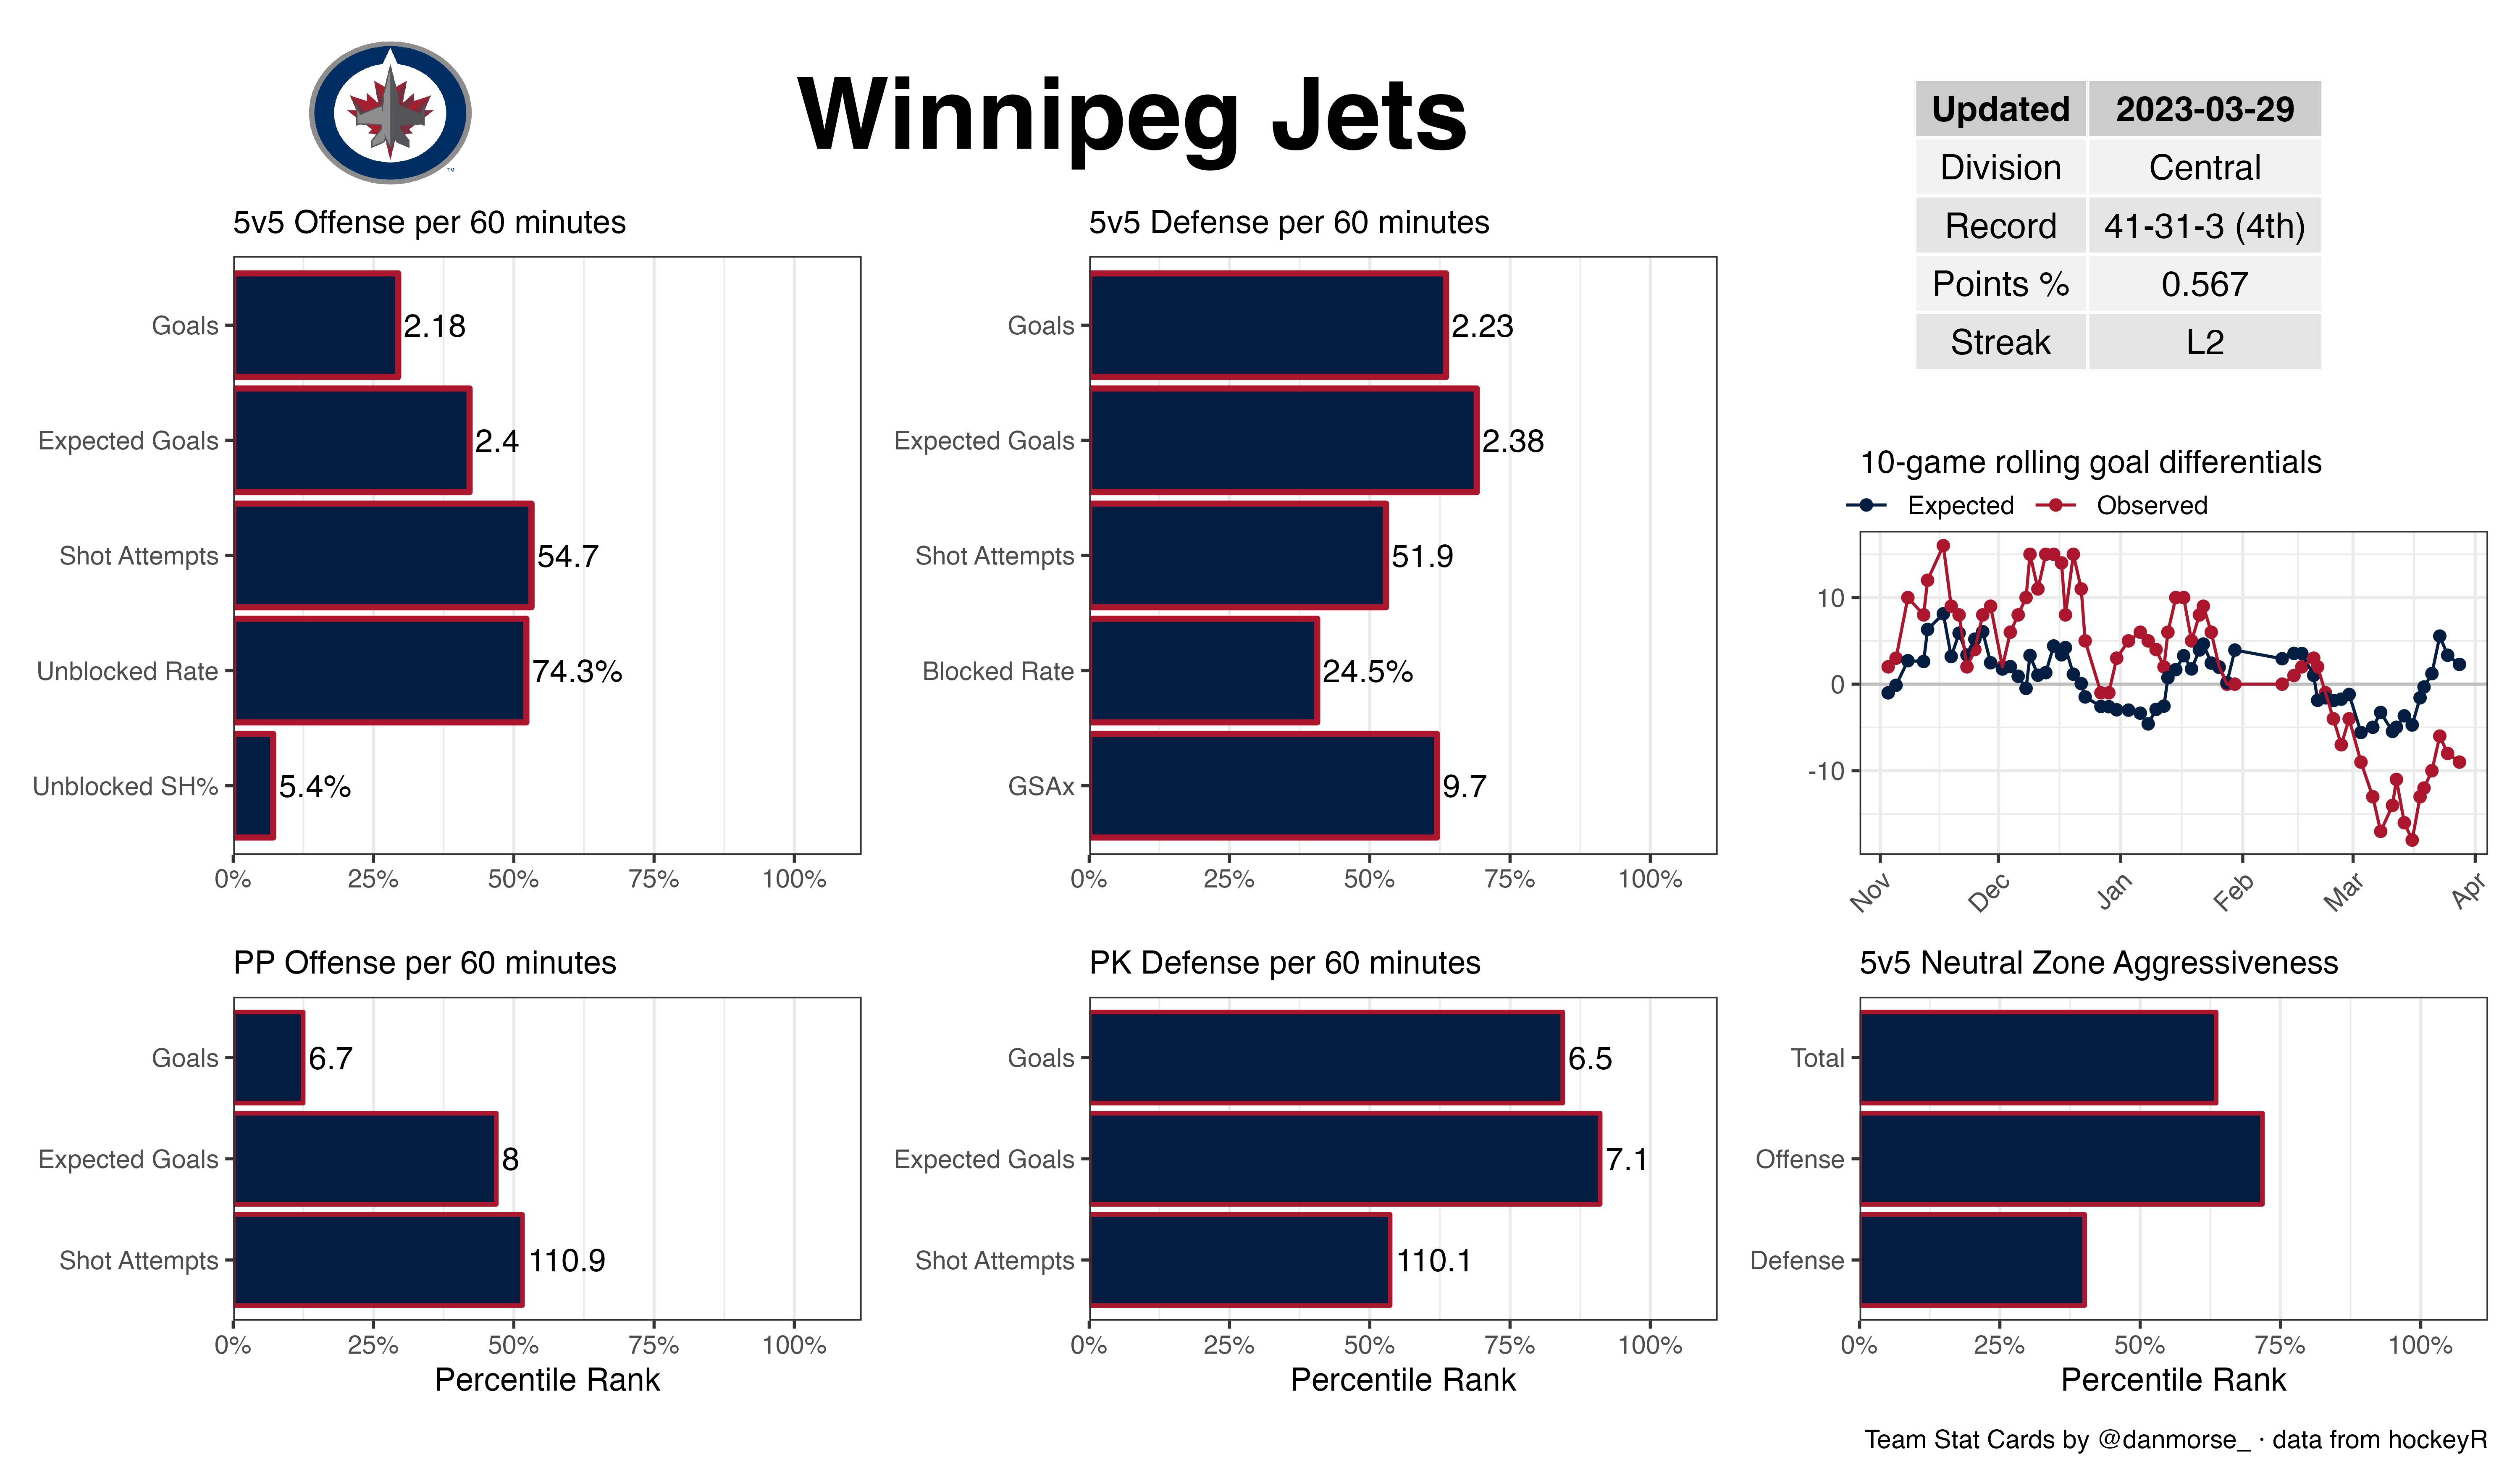 Winnipeg Jets
TM
Updated 2023-03-29
Division Central
Record 41-31-3 (4th)
Points % 0.567
Streak L2
5v5 Offense per 60 minutes
Goals 2.18
Expected Goals 2.4
Shot Attempts 54.7
Unblocked Rate 74.3%
Unblocked SH% 5.4%
0% 25% 50% 75% 100%
5v5 Defense per 60 minutes
Goals 2.23
Expected Goals 2.38
Shot Attempts 51.9
Blocked Rate 24.5%
GSAx 9.7
0% 25% 50% 75% 100%
10-game rolling goal differentials
Expected Observed
10
0
-10
Nov Dec Jan Feb Mar Apr
PP Offense per 60 minutes
Goals 6.7
Expected Goals 8
Shot Attempts 110.9
0% 25% 50% 75% 100%
Percentile Rank
PK Defense per 60 minutes
Goals 6.5
Expected Goals 7.1
Shot Attempts 110.1
0% 25% 50% 75% 100%
Percentile Rank
5v5 Neutral Zone Aggressiveness
Total
Offense
Defense
0% 25% 50% 75% 100%
Percentile Rank
Team Stat Cards by @danmorse_ · data from hockeyR